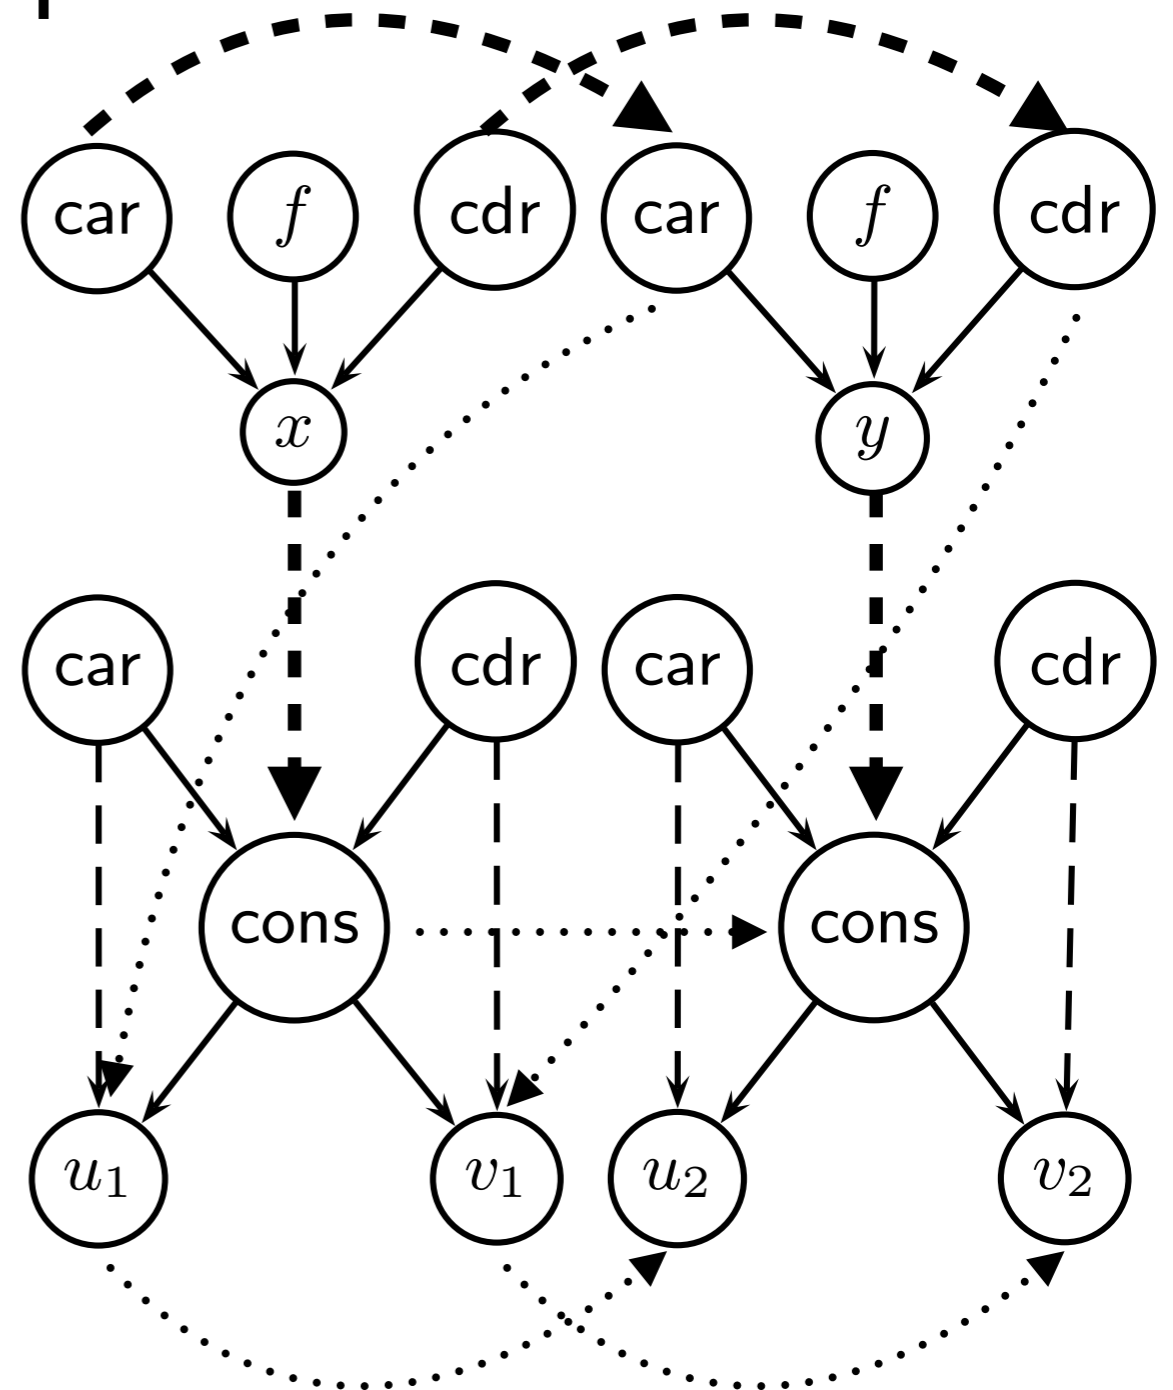 car f cdr car f cdr
x y
car cdr car cdr
cons cons
u₁ v₁ u₂ v₂